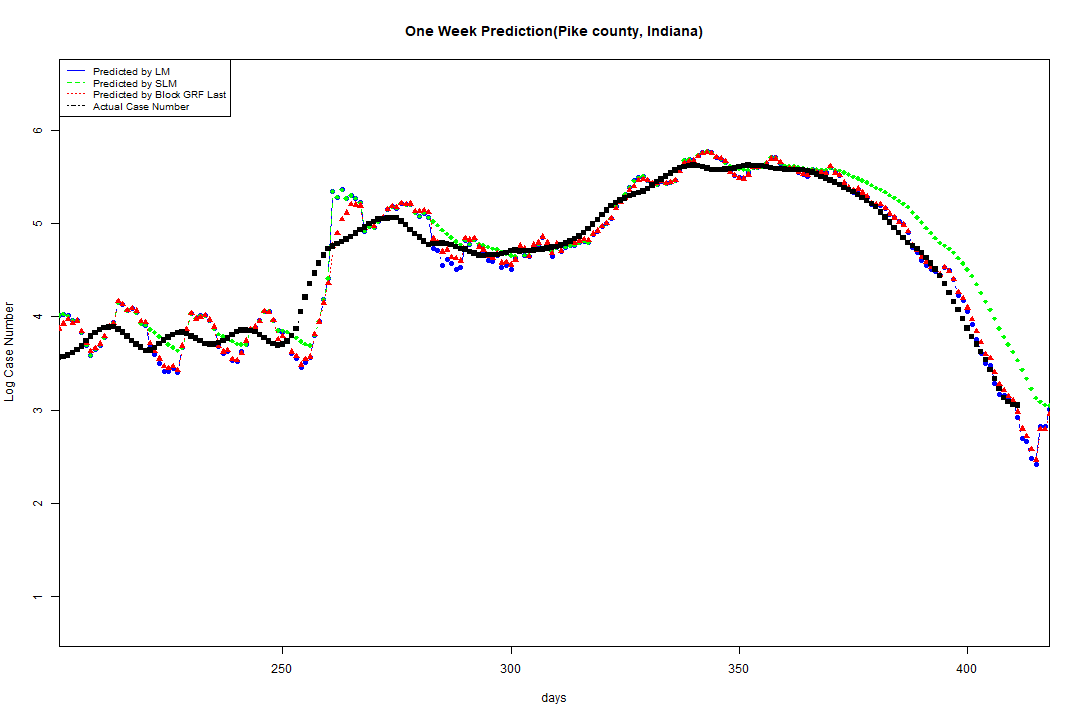 One Week Prediction(Pike county, Indiana)
Predicted by LM
Predicted by SLM
Predicted by Block GRF Last
Actual Case Number
Log Case Number
6
5
4
3
2
1
250 300 350 400
days